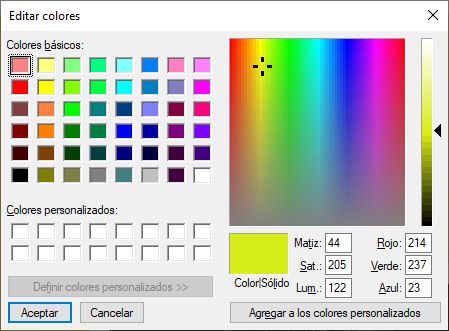 Editar colores
Colores básicos:
Colores personalizados:
Definir colores personalizados >>
Aceptar
Cancelar
Color|Sólido
Matiz: 44
Sat.: 205
Lum.: 122
Rojo: 214
Verde: 237
Azul: 23
Agregar a los colores personalizados